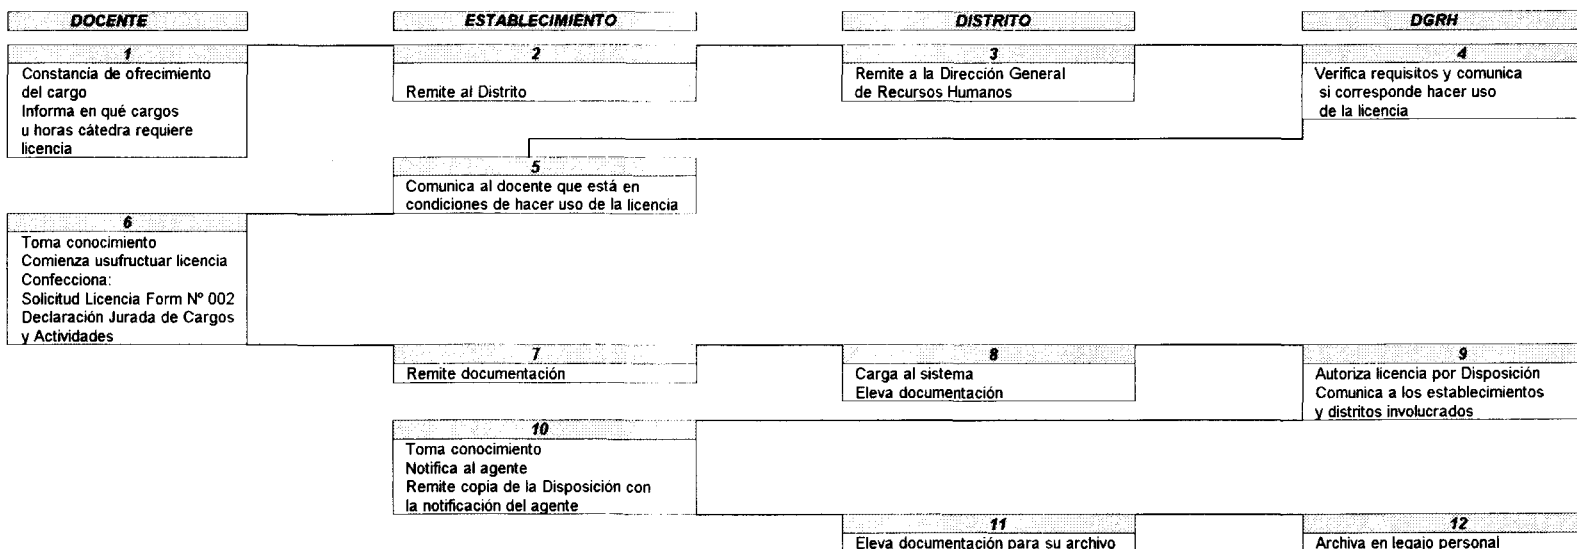 DOCENTE
ESTABLECIMIENTO
DISTRITO
DGRH
1
Constancia de ofrecimiento
del cargo
Informa en qué cargos
u horas cátedra requiere
licencia
2
Remite al Distrito
3
Remite a la Dirección General
de Recursos Humanos
4
Verifica requisitos y comunica
si corresponde hacer uso
de la licencia
5
Comunica al docente que está en
condiciones de hacer uso de la licencia
6
Toma conocimiento
Comienza usufructuar licencia
Confecciona:
Solicitud Licencia Form Nº 002
Declaración Jurada de Cargos
y Actividades
7
Remite documentación
8
Carga al sistema
Eleva documentación
9
Autoriza licencia por Disposición
Comunica a los establecimientos
y distritos involucrados
10
Toma conocimiento
Notifica al agente
Remite copia de la Disposición con
la notificación del agente
11
Eleva documentación para su archivo
12
Archiva en legajo personal